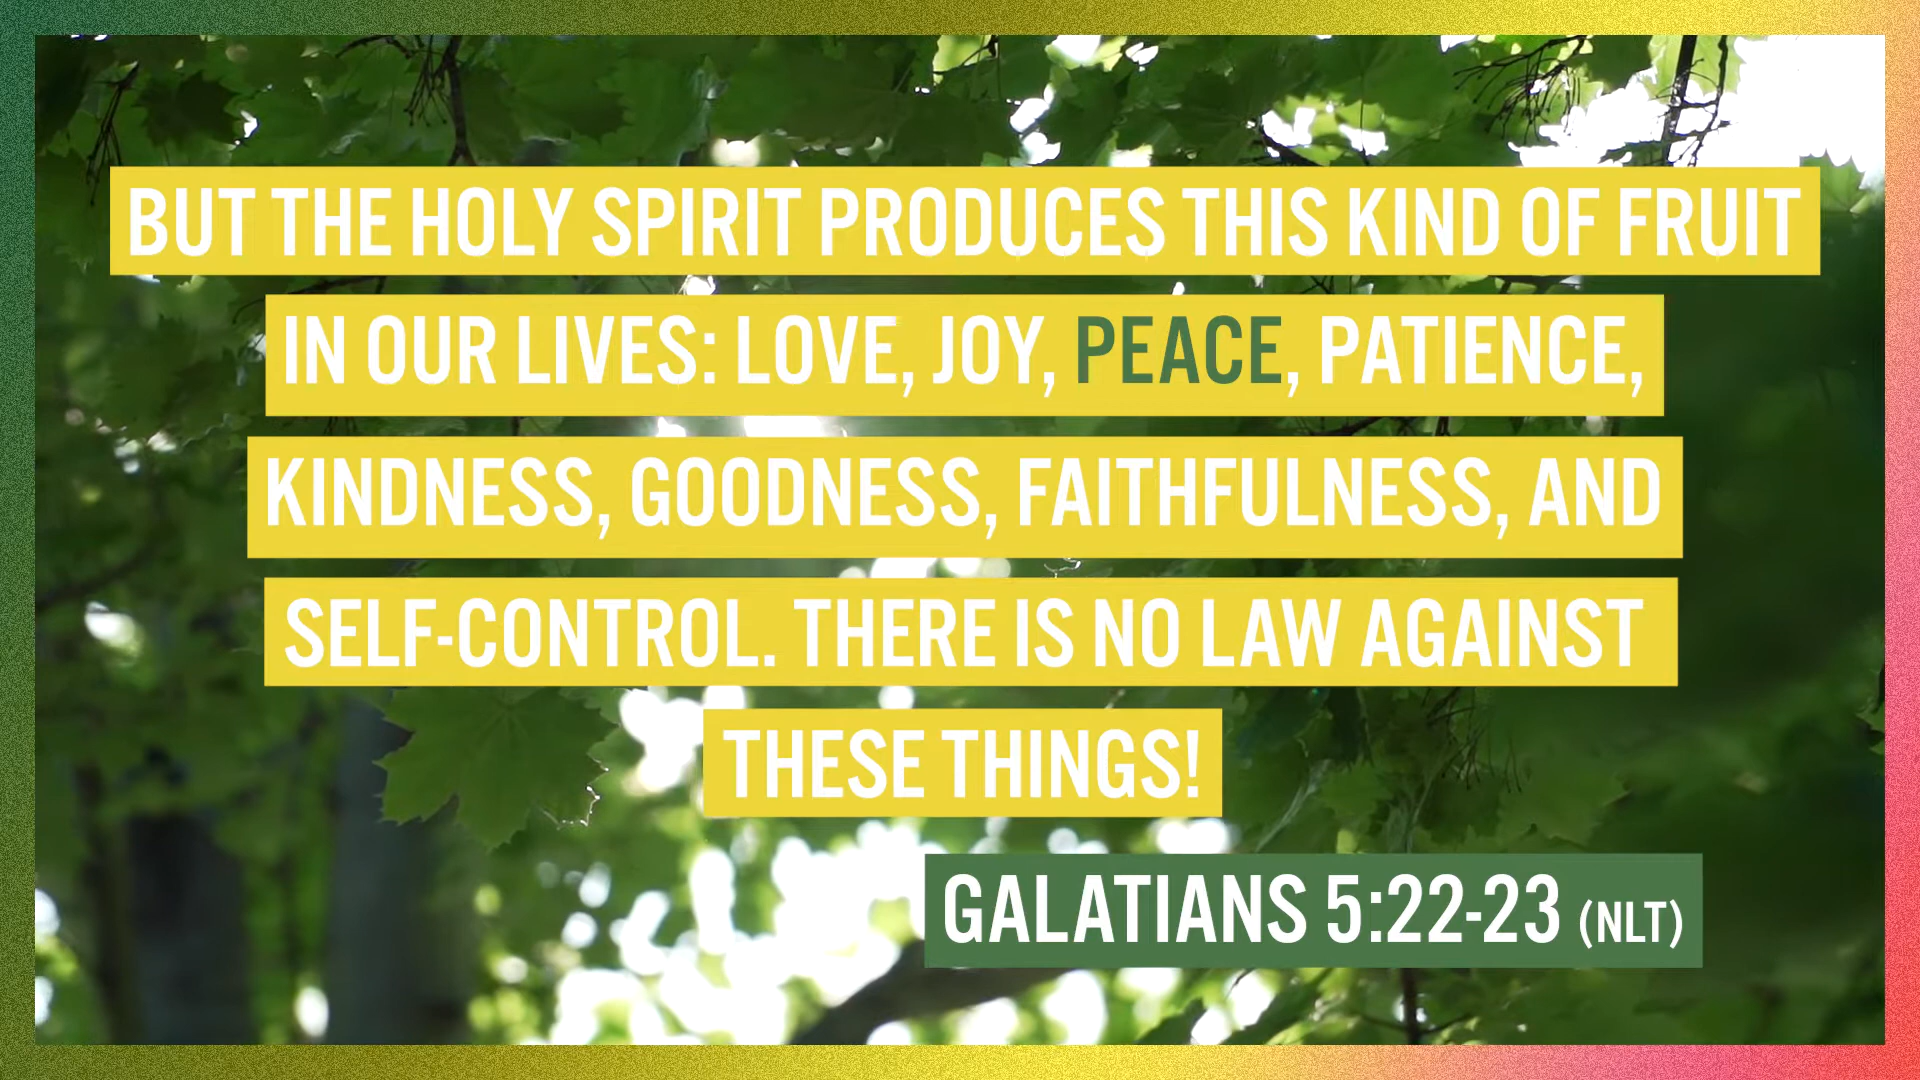 BUT THE HOLY SPIRIT PRODUCES THIS KIND OF FRUIT
IN OUR LIVES: LOVE, JOY, PEACE, PATIENCE,
KINDNESS, GOODNESS, FAITHFULNESS, AND
SELF-CONTROL. THERE IS NO LAW AGAINST
THESE THINGS!
GALATIANS 5:22-23 (NLT)